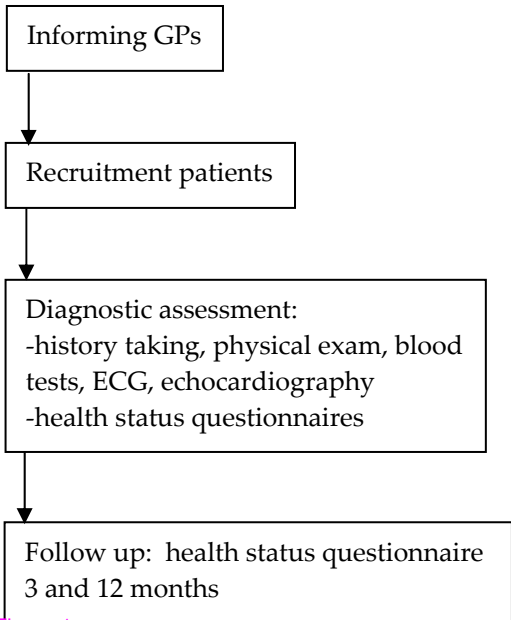 Informing GPs
Recruitment patients
Diagnostic assessment:
-history taking, physical exam, blood
tests, ECG, echocardiography
-health status questionnaires
Follow up: health status questionnaire
3 and 12 months